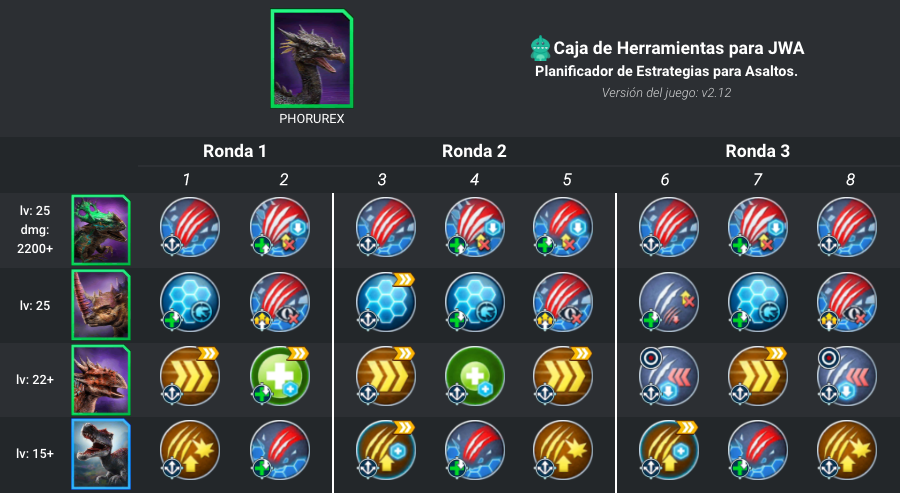 Caja de Herramientas para JWA
Planificador de Estrategias para Asaltos.
Versión del juego: v2.12
PHORUREX
Ronda 1 Ronda 2 Ronda 3
1 2 3 4 5 6 7 8
lv: 25
dmg:
2200+
lv: 25
lv: 22+
lv: 15+